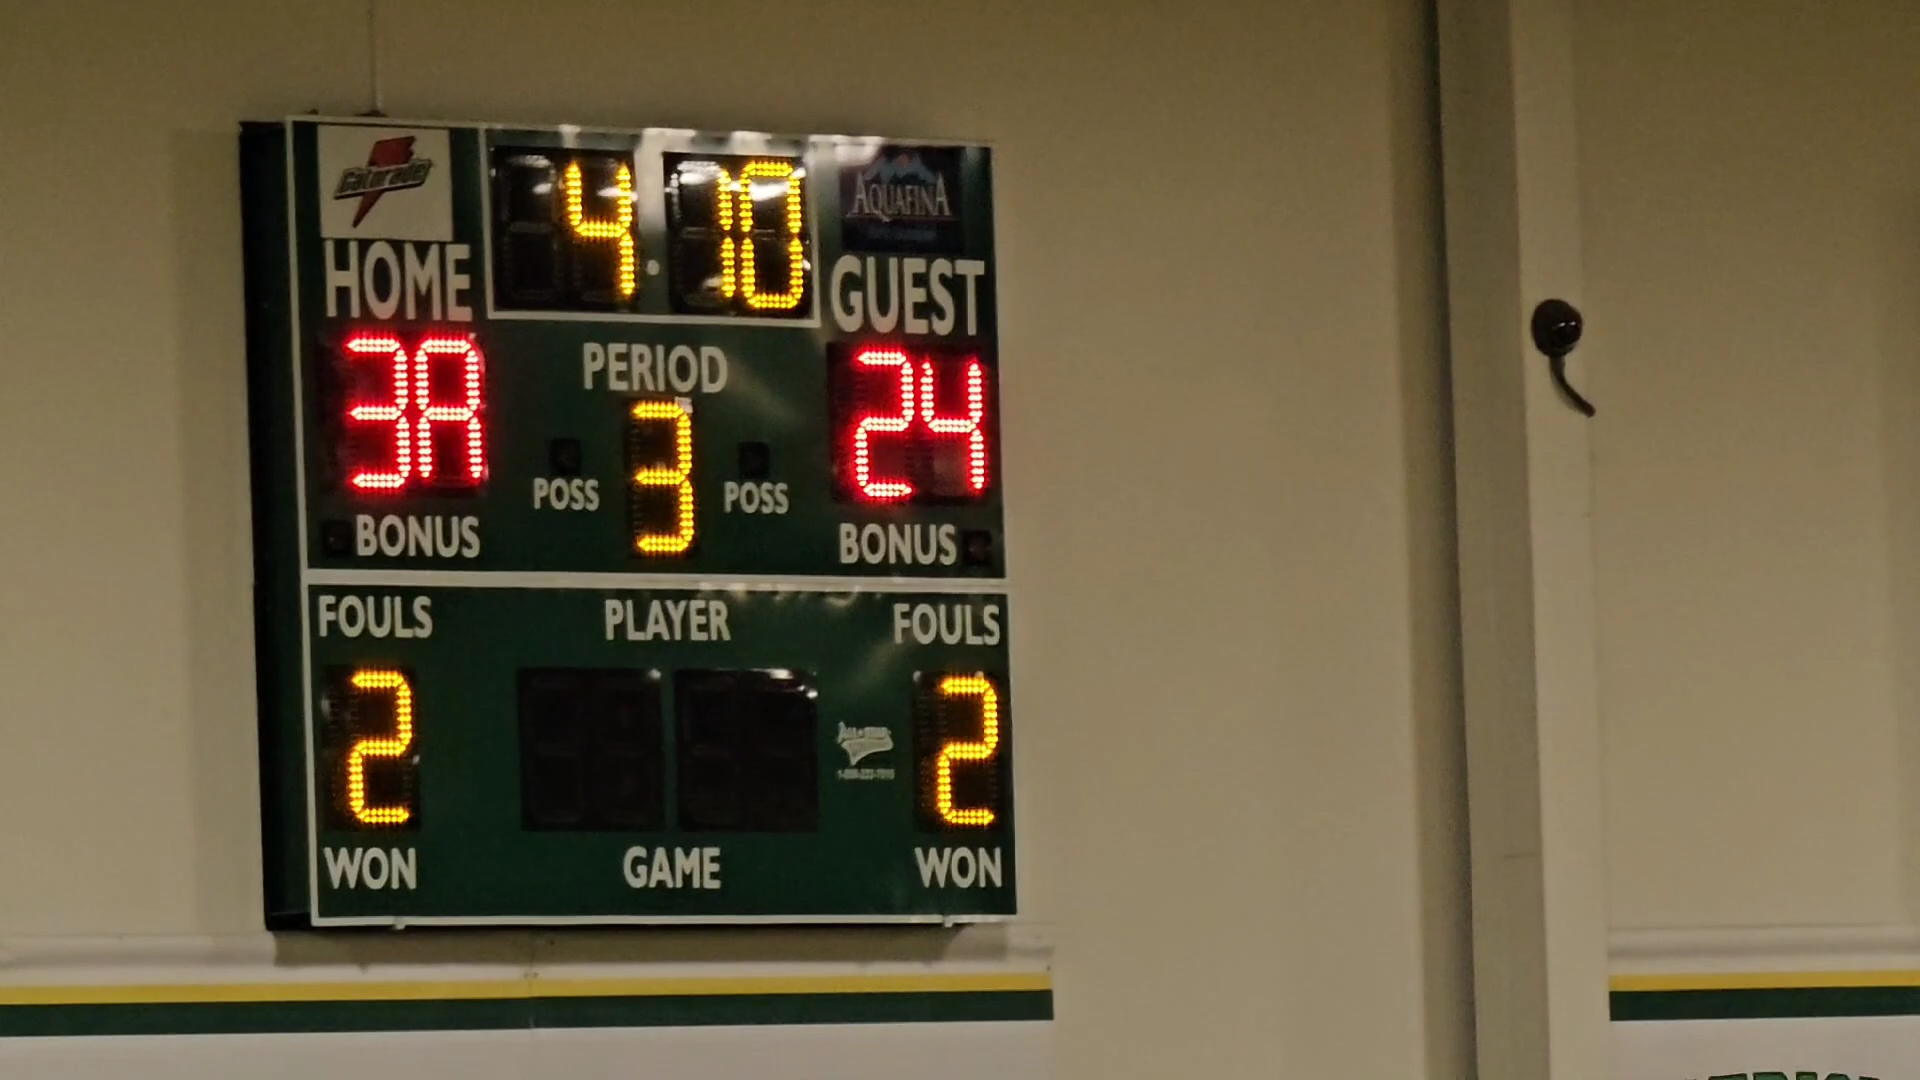 Gatorade
4:10
AQUAFINA
HOME
GUEST
3A
PERIOD
24
3
POSS
POSS
BONUS
BONUS
FOULS
PLAYER
FOULS
2
2
WON
GAME
WON